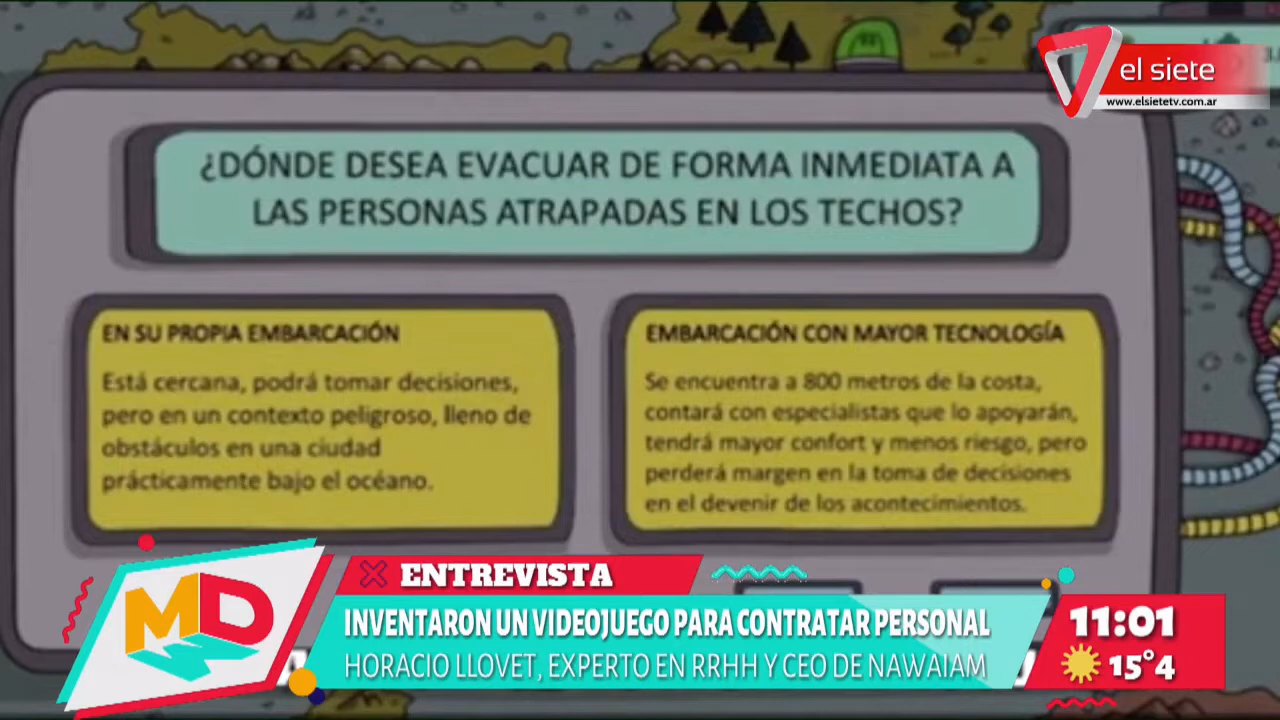 el siete
www.elsietetv.com.ar
¿DÓNDE DESEA EVACUAR DE FORMA INMEDIATA A
LAS PERSONAS ATRAPADAS EN LOS TECHOS?
EN SU PROPIA EMBARCACIÓN
Está cercana, podrá tomar decisiones,
pero en un contexto peligroso, lleno de
obstáculos en una ciudad
prácticamente bajo el océano.
EMBARCACIÓN CON MAYOR TECNOLOGÍA
Se encuentra a 800 metros de la costa,
contará con especialistas que lo apoyarán,
tendrá mayor confort y menos riesgo, pero
perderá margen en la toma de decisiones
en el devenir de los acontecimientos.
MD
ENTREVISTA
INVENTARON UN VIDEOJUEGO PARA CONTRATAR PERSONAL
HORACIO LLOVET, EXPERTO EN RRHH Y CEO DE NAWAIAM
11:01
15°4